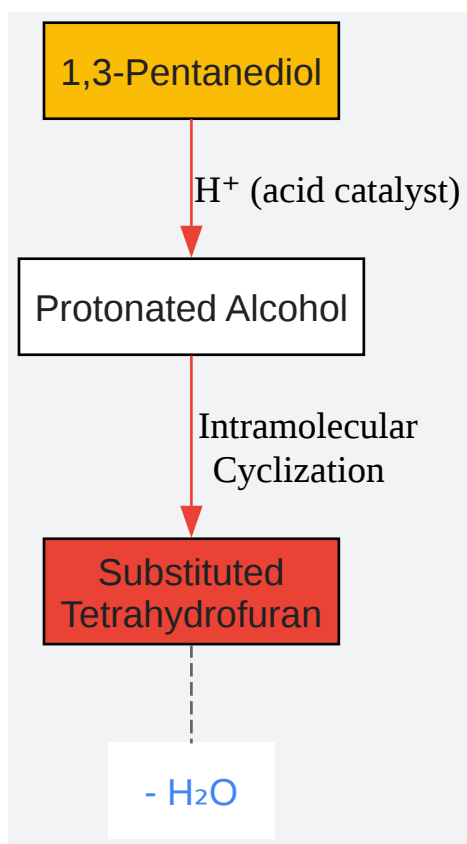 1,3-Pentanediol
H⁺ (acid catalyst)
Protonated Alcohol
Intramolecular
Cyclization
Substituted
Tetrahydrofuran
- H₂O